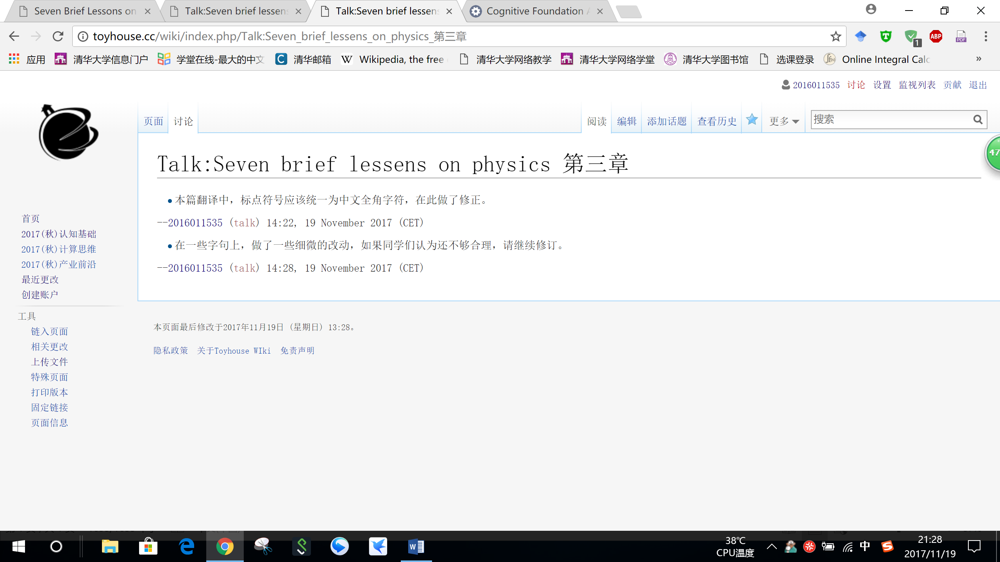 Seven Brief Lessons on
Talk:Seven brief lessens
Talk:Seven brief lessens
Cognitive Foundation A
toyhouse.cc/wiki/index.php/Talk:Seven_brief_lessens_on_physics_第三章
1
ABP
PDF
应用
清华大学信息门户
学堂在线-最大的中文
清华邮箱
Wikipedia, the free
清华大学网络教学
清华大学网络学堂
清华大学图书馆
选课登录
Online Integral Calc
2016011535 讨论 设置 监视列表 贡献 退出
页面 讨论 阅读 编辑 添加话题 查看历史 更多 搜索
47
Talk:Seven brief lessens on physics 第三章
本篇翻译中，标点符号应该统一为中文全角字符，在此做了修正。
--2016011535 (talk) 14:22, 19 November 2017 (CET)
在一些字句上，做了一些细微的改动，如果同学们认为还不够合理，请继续修订。
--2016011535 (talk) 14:28, 19 November 2017 (CET)
首页
2017(秋)认知基础
2017(秋)计算思维
2017(秋)产业前沿
最近更改
创建账户
工具
链入页面
相关更改
上传文件
特殊页面
打印版本
固定链接
页面信息
本页面最后修改于2017年11月19日 (星期日) 13:28。
隐私政策 关于Toyhouse WIki 免责声明
38℃
CPU温度
中
21:28
2017/11/19